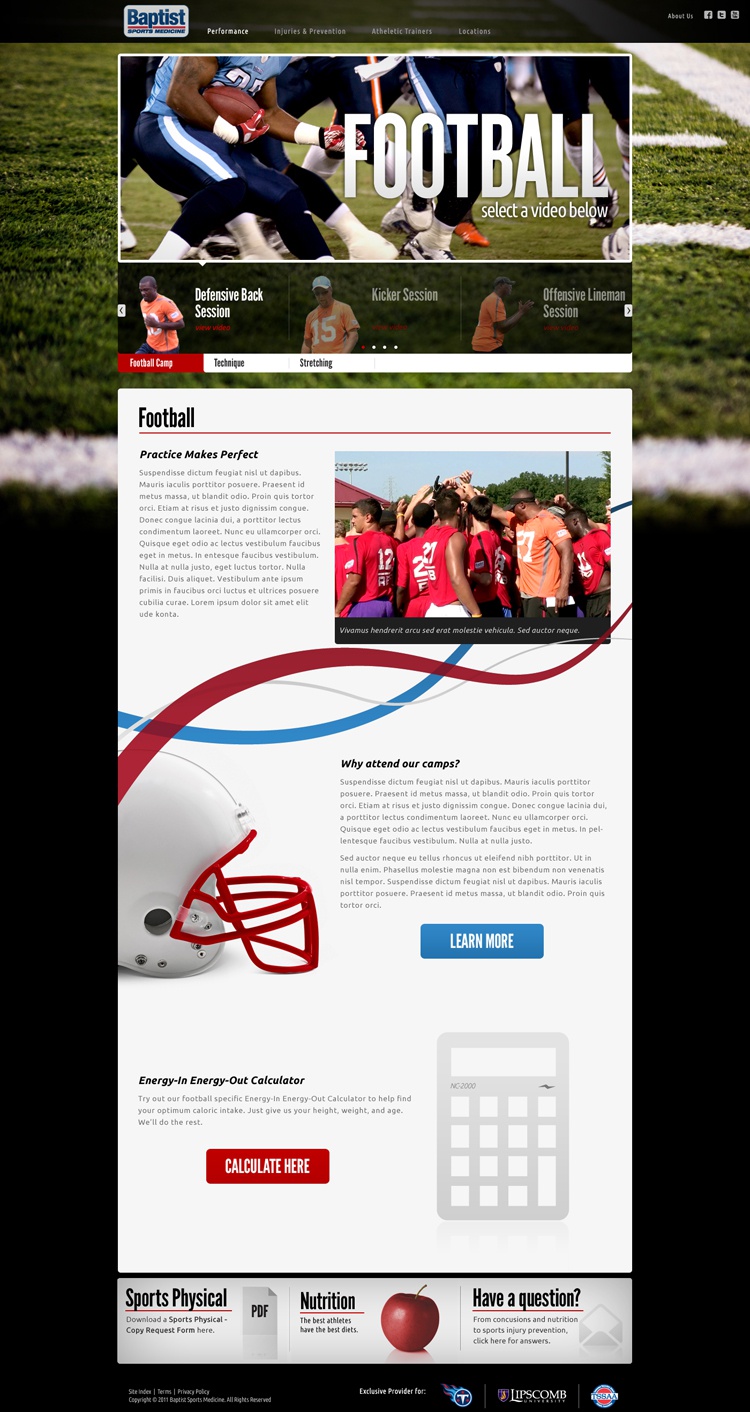 Baptist
SPORTS MEDICINE
Performance
Injuries & Prevention
Atheletic Trainers
Locations
About Us
FOOTBALL
select a video below
Defensive Back
Session
view video
Kicker Session
15
Offensive Lineman
Session
Football Camp
Technique
Stretching
Football
Practice Makes Perfect
Suspendisse dictum feugiat nisl ut dapibus.
Mauris iaculis porttitor posuere. Praesent id
metus massa, ut blandit odio. Proin quis tortor
orci. Etiam at risus et justo dignissim congue.
Donec congue lacinia dui, a porttitor lectus
condimentum laoreet. Nunc eu ullamcorper orci.
Quisque eget odio ac lectus vestibulum faucibus
eget in metus. In entesque faucibus vestibulum.
Nulla at nulla justo, eget luctus tortor. Nulla
facilisi. Duis aliquet. Vestibulum ante ipsum
primis in faucibus orci luctus et ultrices posuere
cubilia curae. Lorem ipsum dolor sit amet elit
ude konta.
12
21
27
Vivamus hendrerit arcu sed erat molestie vehicula. Sed auctor neque.
Why attend our camps?
Suspendisse dictum feugiat nisl ut dapibus. Mauris iaculis porttitor
posuere. Praesent id metus massa, ut blandit odio. Proin quis tortor
orci. Etiam at risus et justo dignissim congue. Donec congue lacinia dui,
a porttitor lectus condimentum laoreet. Nunc eu ullamcorper orci.
Quisque eget odio ac lectus vestibulum faucibus eget in metus. In pel-
lentesque faucibus vestibulum. Nulla at nulla justo.
Sed auctor neque eu tellus rhoncus ut eleifend nibh porttitor. Ut in
nulla enim. Phasellus molestie magna non est bibendum non venenatis
nisl tempor. Suspendisse dictum feugiat nisl ut dapibus. Mauris iaculis
porttitor posuere. Praesent id metus massa, ut blandit odio. Proin quis
tortor orci.
LEARN MORE
NC-2000
Energy-In Energy-Out Calculator
Try out our football specific Energy-In Energy-Out Calculator to help find
your optimum caloric intake. Just give us your height, weight, and age.
We'll do the rest.
CALCULATE HERE
Sports Physical
Download a Sports Physical -
Copy Request Form here.
PDF
Nutrition
The best athletes
have the best diets.
Have a question?
From concusions and nutrition
to sports injury prevention,
click here for answers.
Site Index | Terms | Privacy Policy
Copyright © 2011 Baptist Sports Medicine. All Rights Reserved
Exclusive Provider for:
LIPSCOMB
UNIVERSITY
TSSAA